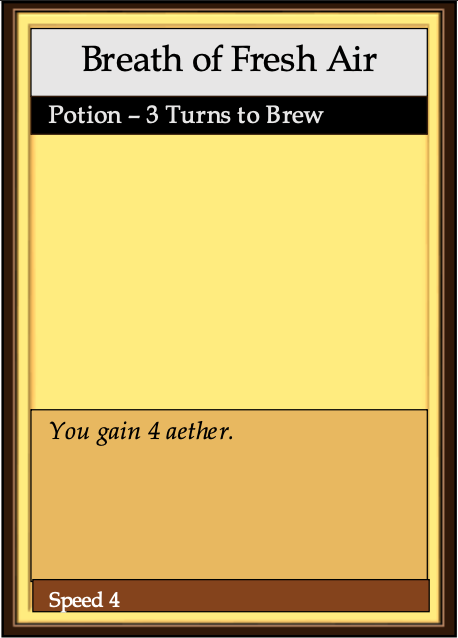 Breath of Fresh Air
Potion – 3 Turns to Brew
You gain 4 aether.
Speed 4